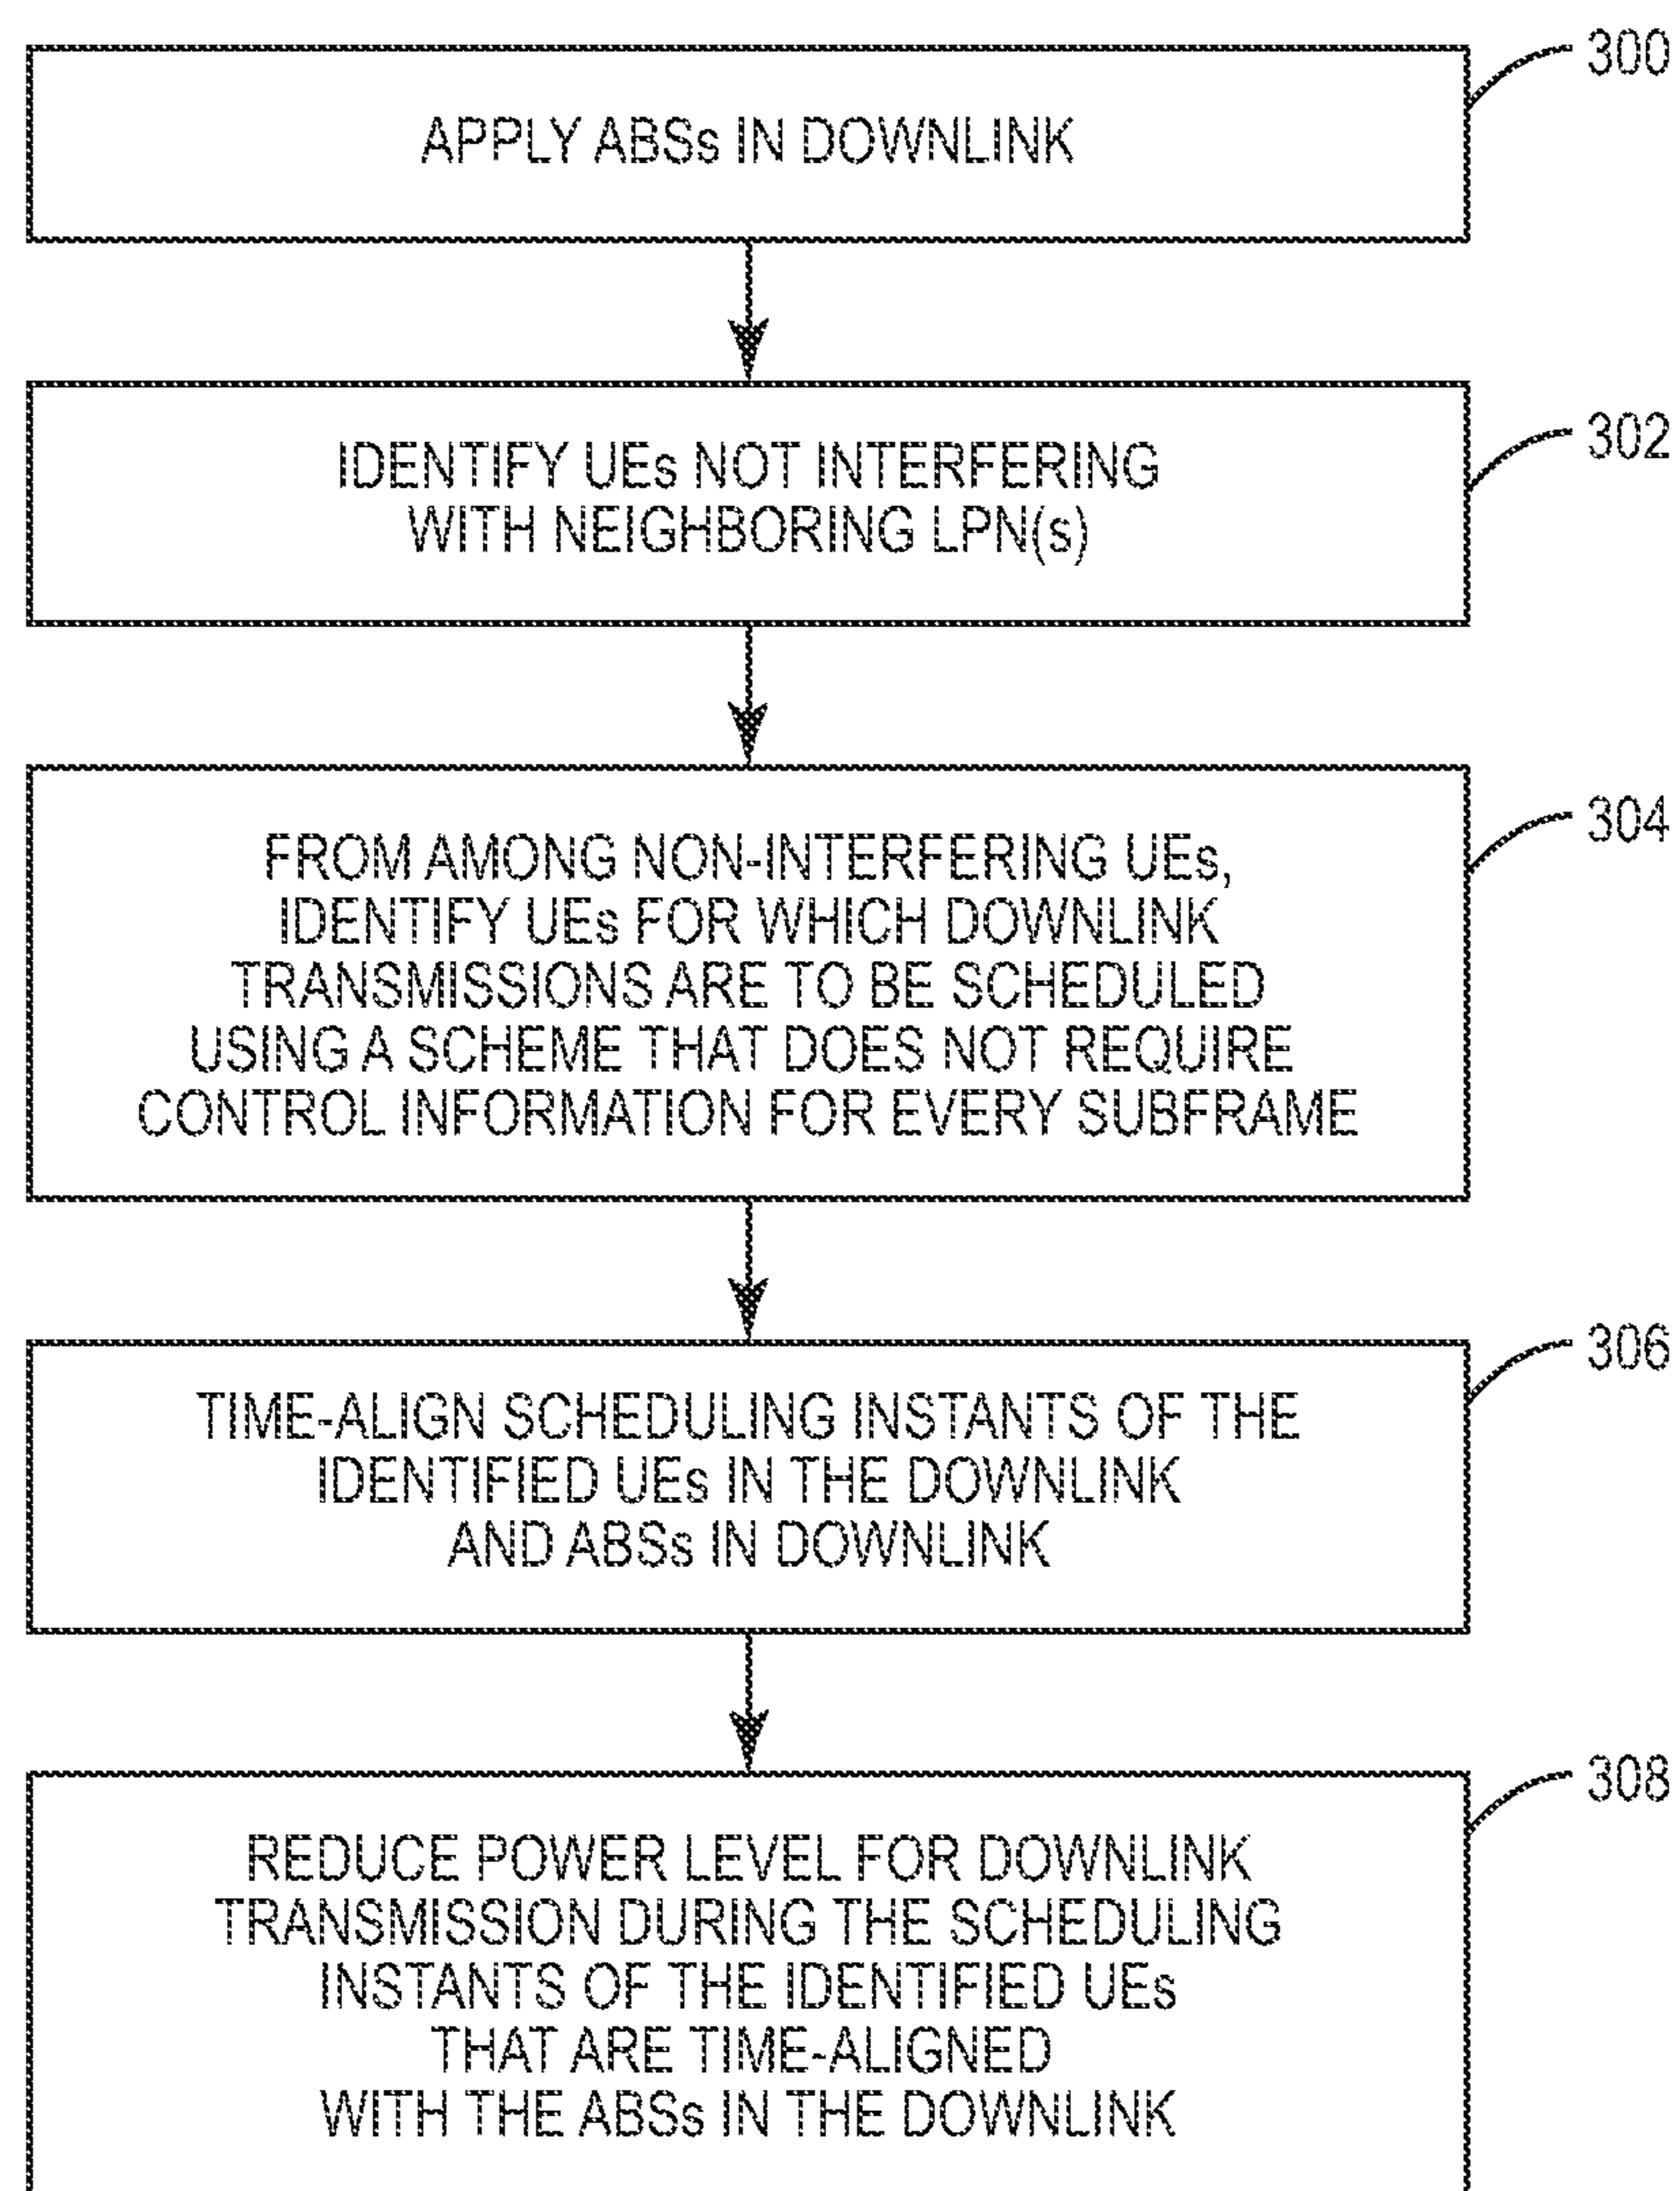 300
APPLY ABSs IN DOWNLINK
302
IDENTIFY UEs NOT INTERFERING
WITH NEIGHBORING LPN(s)
304
FROM AMONG NON-INTERFERING UEs,
IDENTIFY UEs FOR WHICH DOWNLINK
TRANSMISSIONS ARE TO BE SCHEDULED
USING A SCHEME THAT DOES NOT REQUIRE
CONTROL INFORMATION FOR EVERY SUBFRAME
306
TIME-ALIGN SCHEDULING INSTANTS OF THE
IDENTIFIED UEs IN THE DOWNLINK
AND ABSs IN DOWNLINK
308
REDUCE POWER LEVEL FOR DOWNLINK
TRANSMISSION DURING THE SCHEDULING
INSTANTS OF THE IDENTIFIED UEs
THAT ARE TIME-ALIGNED
WITH THE ABSs IN THE DOWNLINK